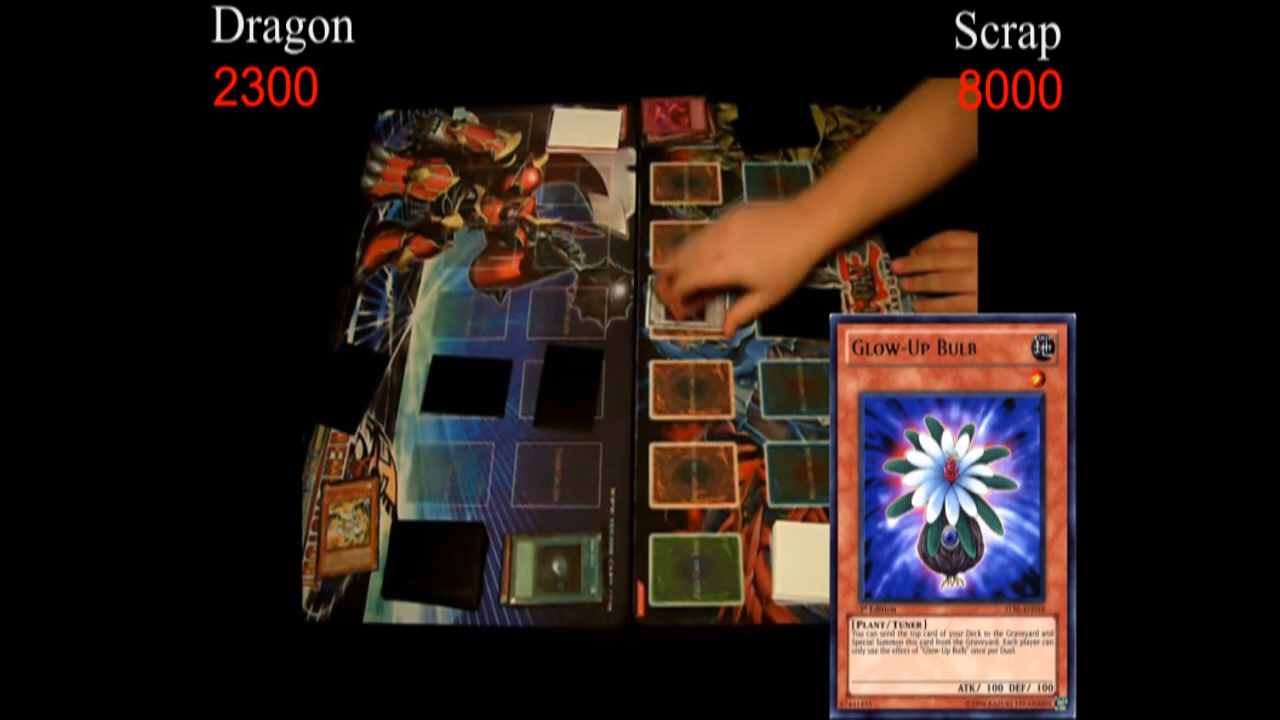 Dragon
Scrap
2300
8000
GLOW-UP BULB
1st Edition
[PLANT/TUNER]
You can send the top card of your Deck to the Graveyard and
Special Summon this card from the Graveyard. Each player can
only use the effect of "Glow-Up Bulb" once per Duel.
ATK/ 100 DEF/ 100